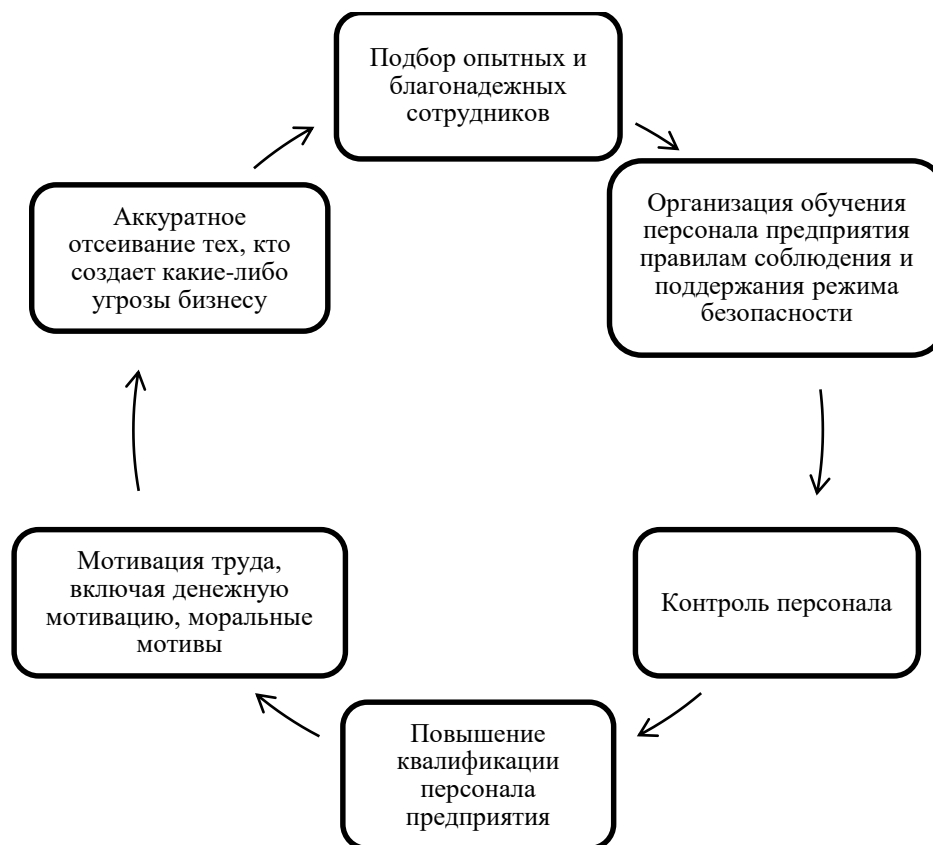 Подбор опытных и
благонадежных
сотрудников
Организация обучения
персонала предприятия
правилам соблюдения и
поддержания режима
безопасности
Контроль персонала
Повышение
квалификации
персонала
предприятия
Мотивация труда,
включая денежную
мотивацию, моральные
мотивы
Аккуратное
отсеивание тех, кто
создает какие-либо
угрозы бизнесу